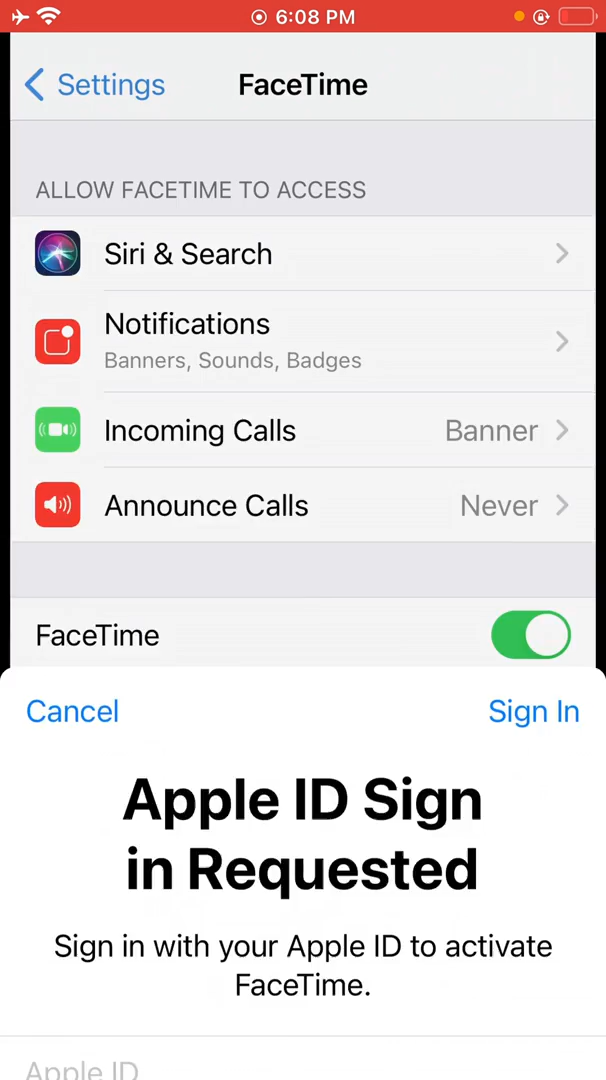 6:08 PM
Settings
FaceTime
ALLOW FACETIME TO ACCESS
Siri & Search
Notifications
Banners, Sounds, Badges
Incoming Calls Banner
Announce Calls Never
FaceTime
Cancel Sign In
Apple ID Sign
in Requested
Sign in with your Apple ID to activate
FaceTime.
Apple ID